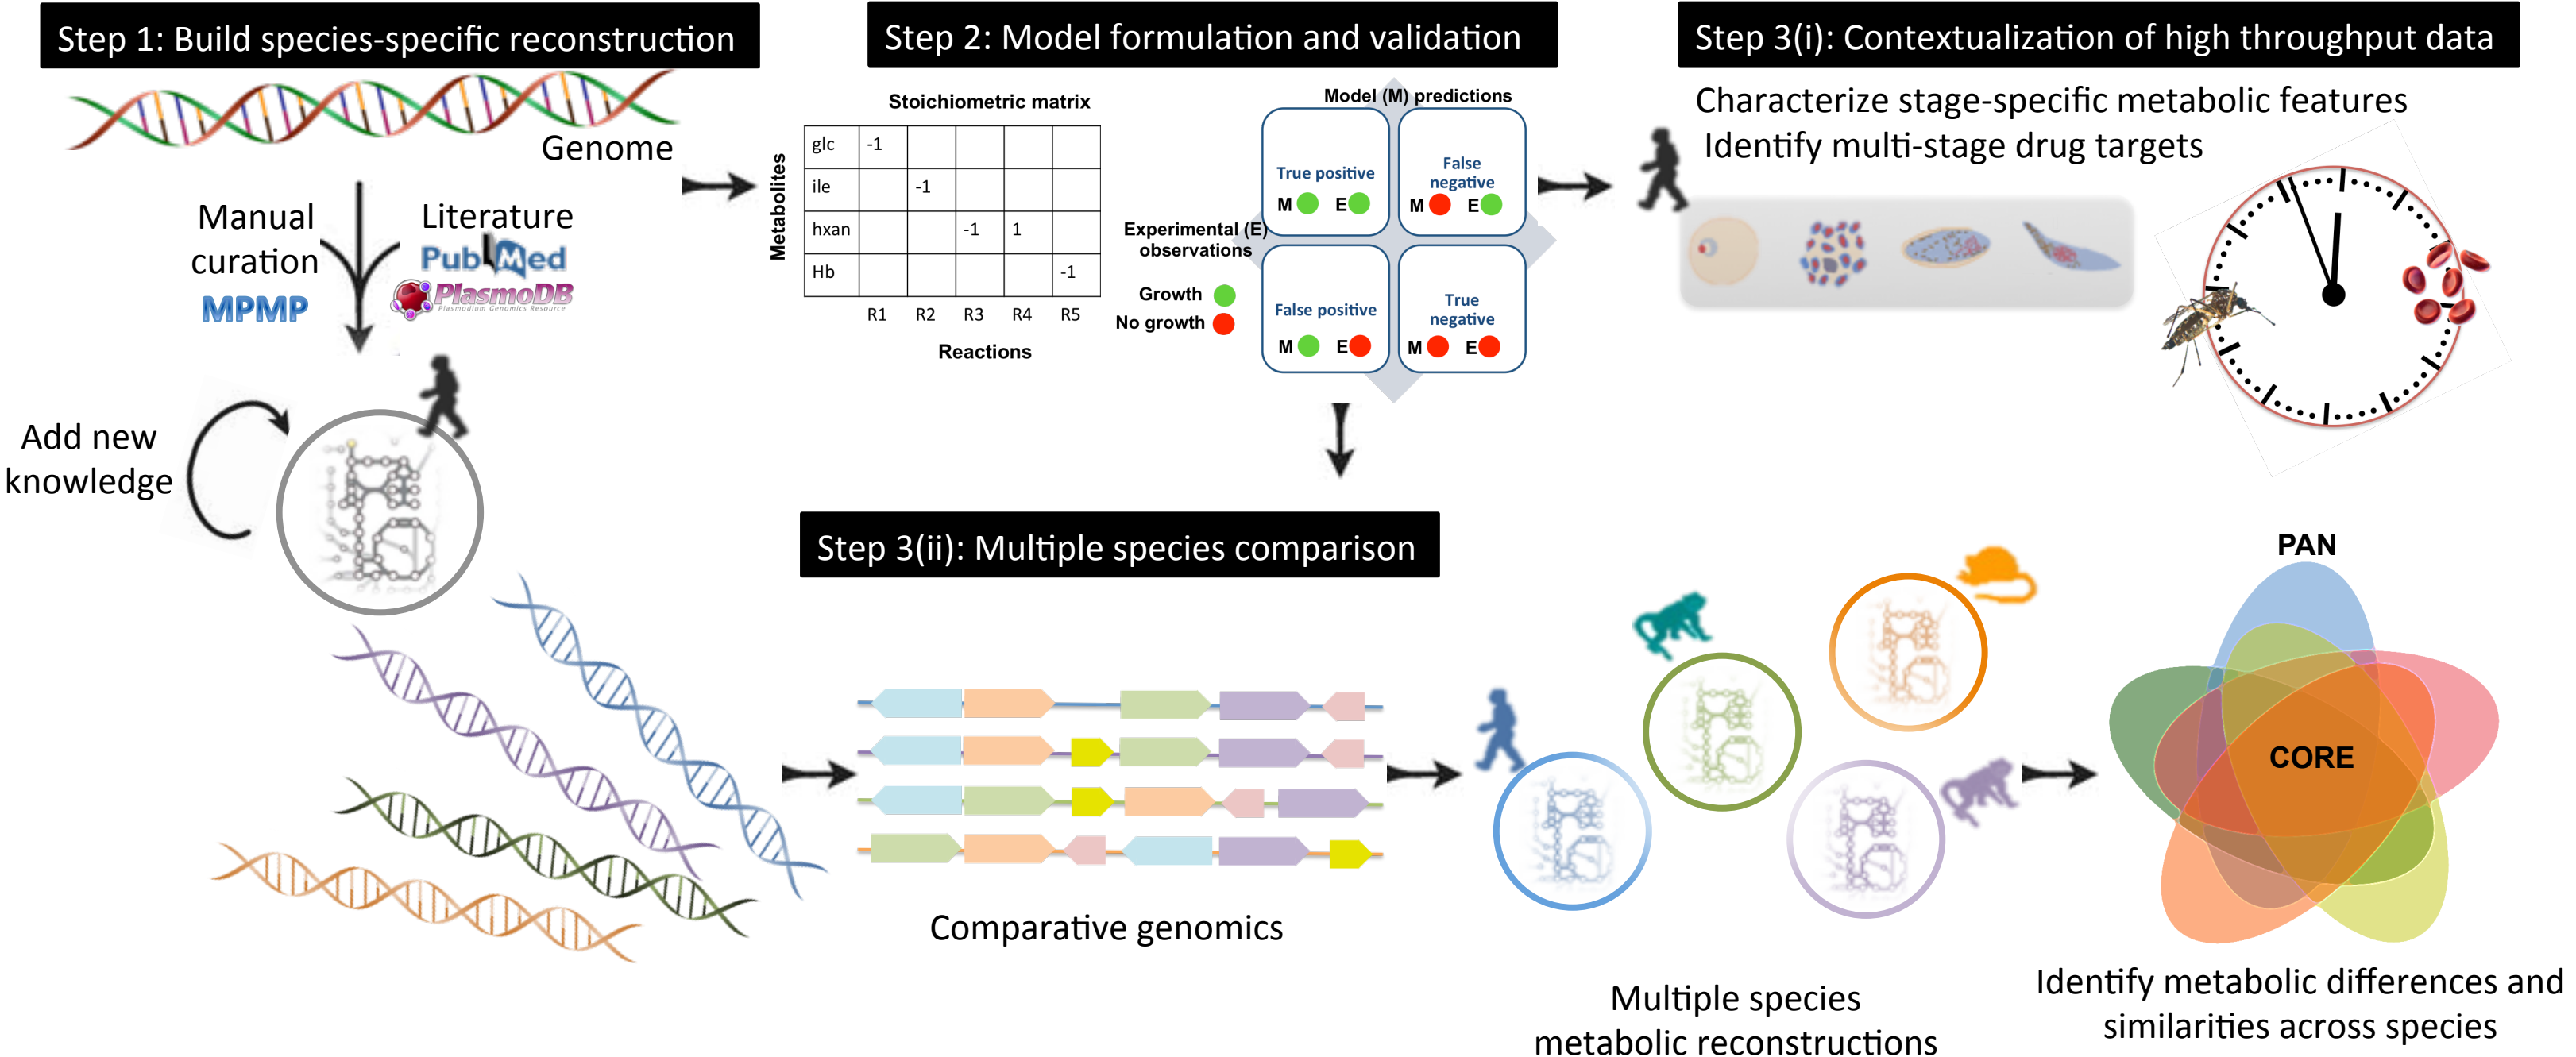 Step 1: Build species-specific reconstruction
Genome
Manual
curation
MPMP
Literature
PubMed
PlasmoDB
Plasmodium Genomics Resource
Add new
knowledge
Step 2: Model formulation and validation
Stoichiometric matrix
Metabolites
glc -1
ile -1
hxan -1 1
Hb -1
R1 R2 R3 R4 R5
Reactions
Model (M) predictions
Experimental (E)
observations
Growth
No growth
True positive
M E
False
negative
M E
False positive
M E
True
negative
M E
Step 3(i): Contextualization of high throughput data
Characterize stage-specific metabolic features
Identify multi-stage drug targets
Step 3(ii): Multiple species comparison
Comparative genomics
Multiple species
metabolic reconstructions
PAN
CORE
Identify metabolic differences and
similarities across species